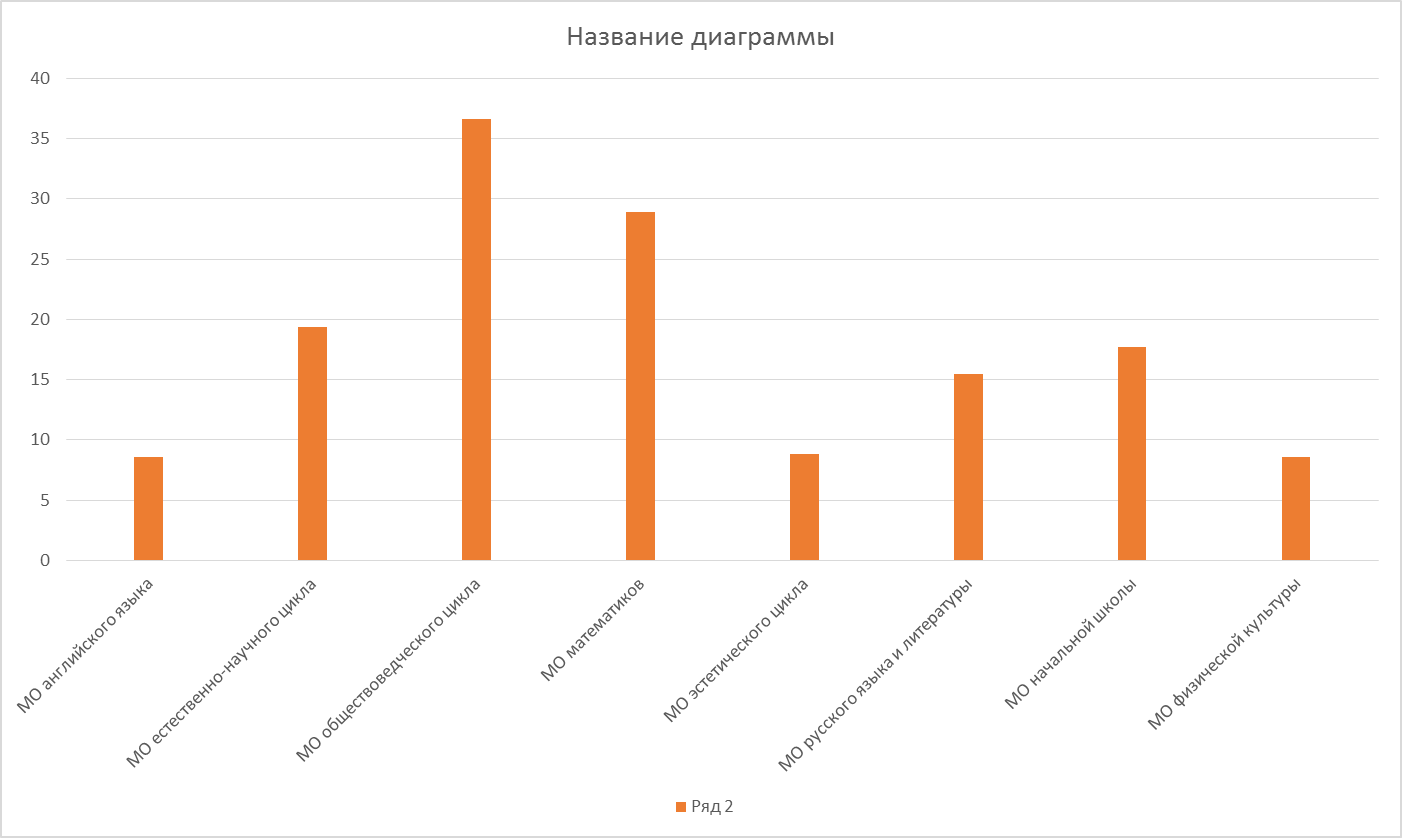 Название диаграммы
40
35
30
25
20
15
10
5
0
МО английского языка
МО естественно-научного цикла
МО обществоведческого цикла
МО математиков
МО эстетического цикла
МО русского языка и литературы
МО начальной школы
МО физической культуры
Ряд 2